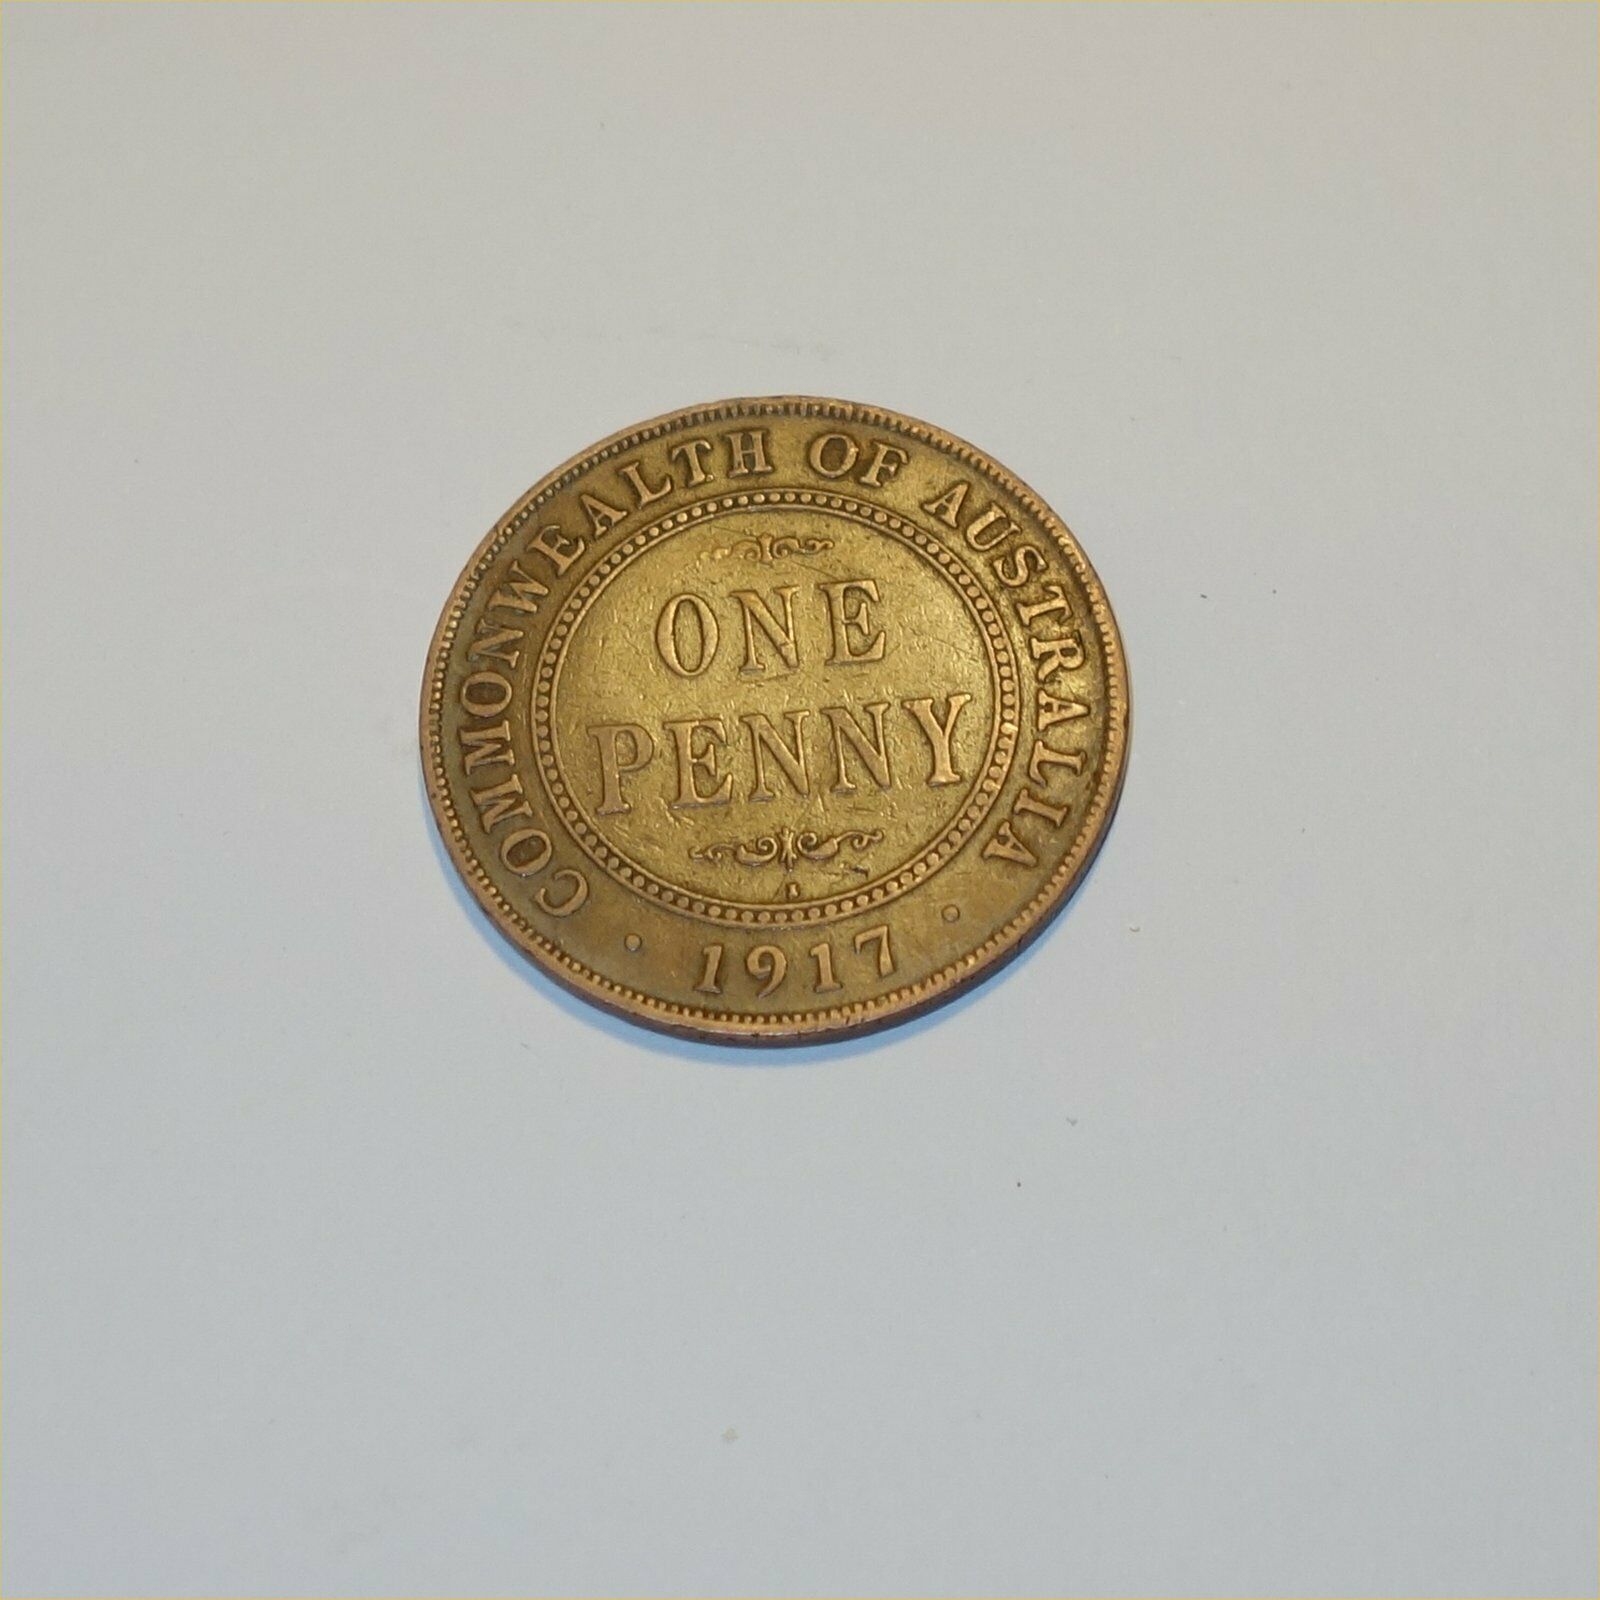 COMMONWEALTH OF AUSTRALIA
ONE
PENNY
I
· 1917 ·